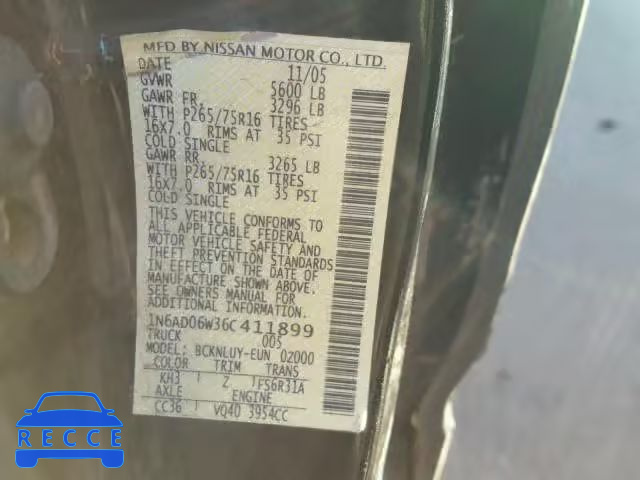 MFD BY NISSAN MOTOR CO., LTD.
DATE 11/05
GVWR 5600 LB
GAWR FR. 3296 LB
WITH P265/75R16 TIRES
16X7.0 RIMS AT 35 PSI
COLD SINGLE
GAWR RR. 3265 LB
WITH P265/75R16 TIRES
16X7.0 RIMS AT 35 PSI
COLD SINGLE
THIS VEHICLE CONFORMS TO
ALL APPLICABLE FEDERAL
MOTOR VEHICLE SAFETY AND
THEFT PREVENTION STANDARDS
IN EFFECT ON THE DATE OF
MANUFACTURE SHOWN ABOVE.
SEE OWNERS MANUAL FOR
ADDITIONAL INFORMATION.
1N6AD06W36C411899
TRUCK 005
MODEL: BCKNLUY-EUN 02000
COLOR TRIM TRANS
KH3 Z FS6R31A
AXLE ENGINE
CC36 VQ40 3954CC
RECCE